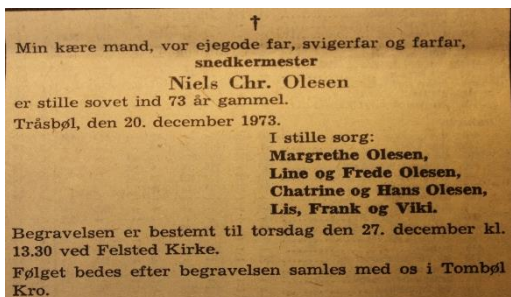 †
Min kære mand, vor ejegode far, svigerfar og farfar,
snedkermester
Niels Chr. Olesen
er stille sovet ind 73 år gammel.
Tråsbøl, den 20. december 1973.
I stille sorg:
Margrethe Olesen,
Line og Frede Olesen,
Chatrine og Hans Olesen,
Lis, Frank og Viki.
Begravelsen er bestemt til torsdag den 27. december kl.
13.30 ved Felsted Kirke.
Følget bedes efter begravelsen samles med os i Tombøl
Kro.